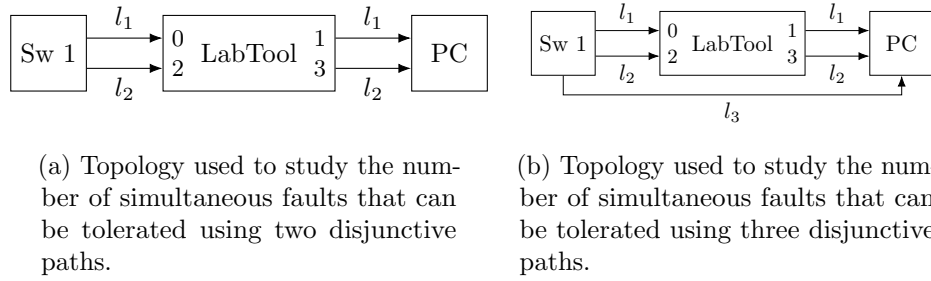 l1 l1
Sw 1 0 LabTool 1 PC
2 3
l2 l2
(a) Topology used to study the num-
ber of simultaneous faults that can
be tolerated using two disjunctive
paths.
l1 l1
Sw 1 0 LabTool 1 PC
2 3
l2 l2
l3
(b) Topology used to study the num-
ber of simultaneous faults that can
be tolerated using three disjunctive
paths.